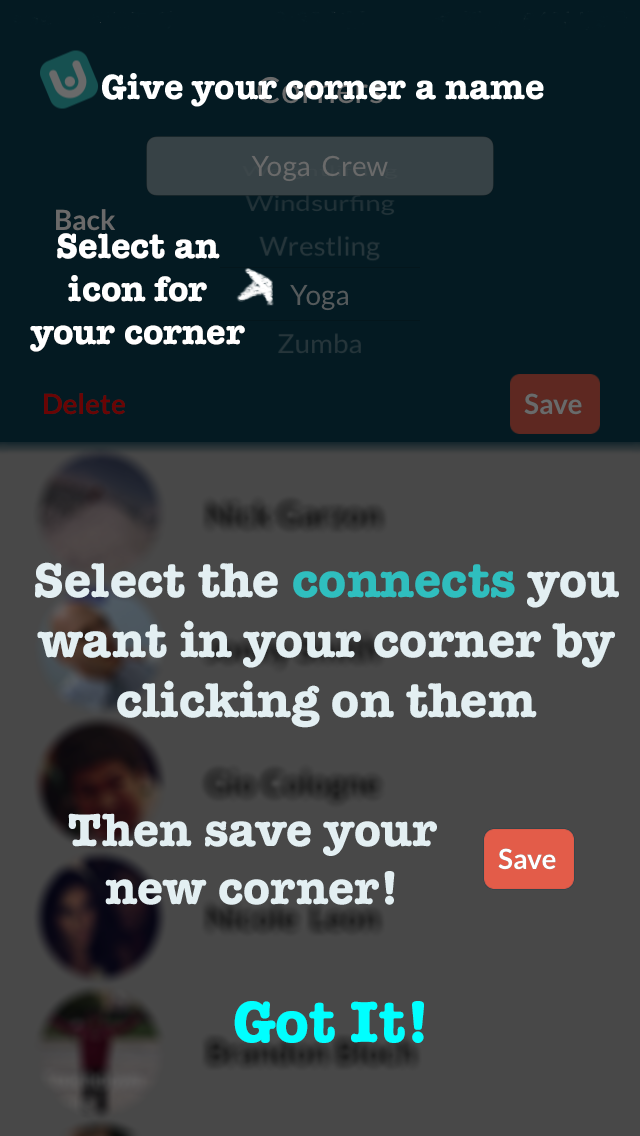 Corners
Give your corner a name
Yoga Crew
Windsurfing
Back
Wrestling
Select an
icon for
your corner
Yoga
Zumba
Delete
Save
Nick Garzon
Select the connects you
want in your corner by
clicking on them
Gio Cologne
Then save your
new corner!
Save
Nicole Leon
Got It!
Brandon Bloch